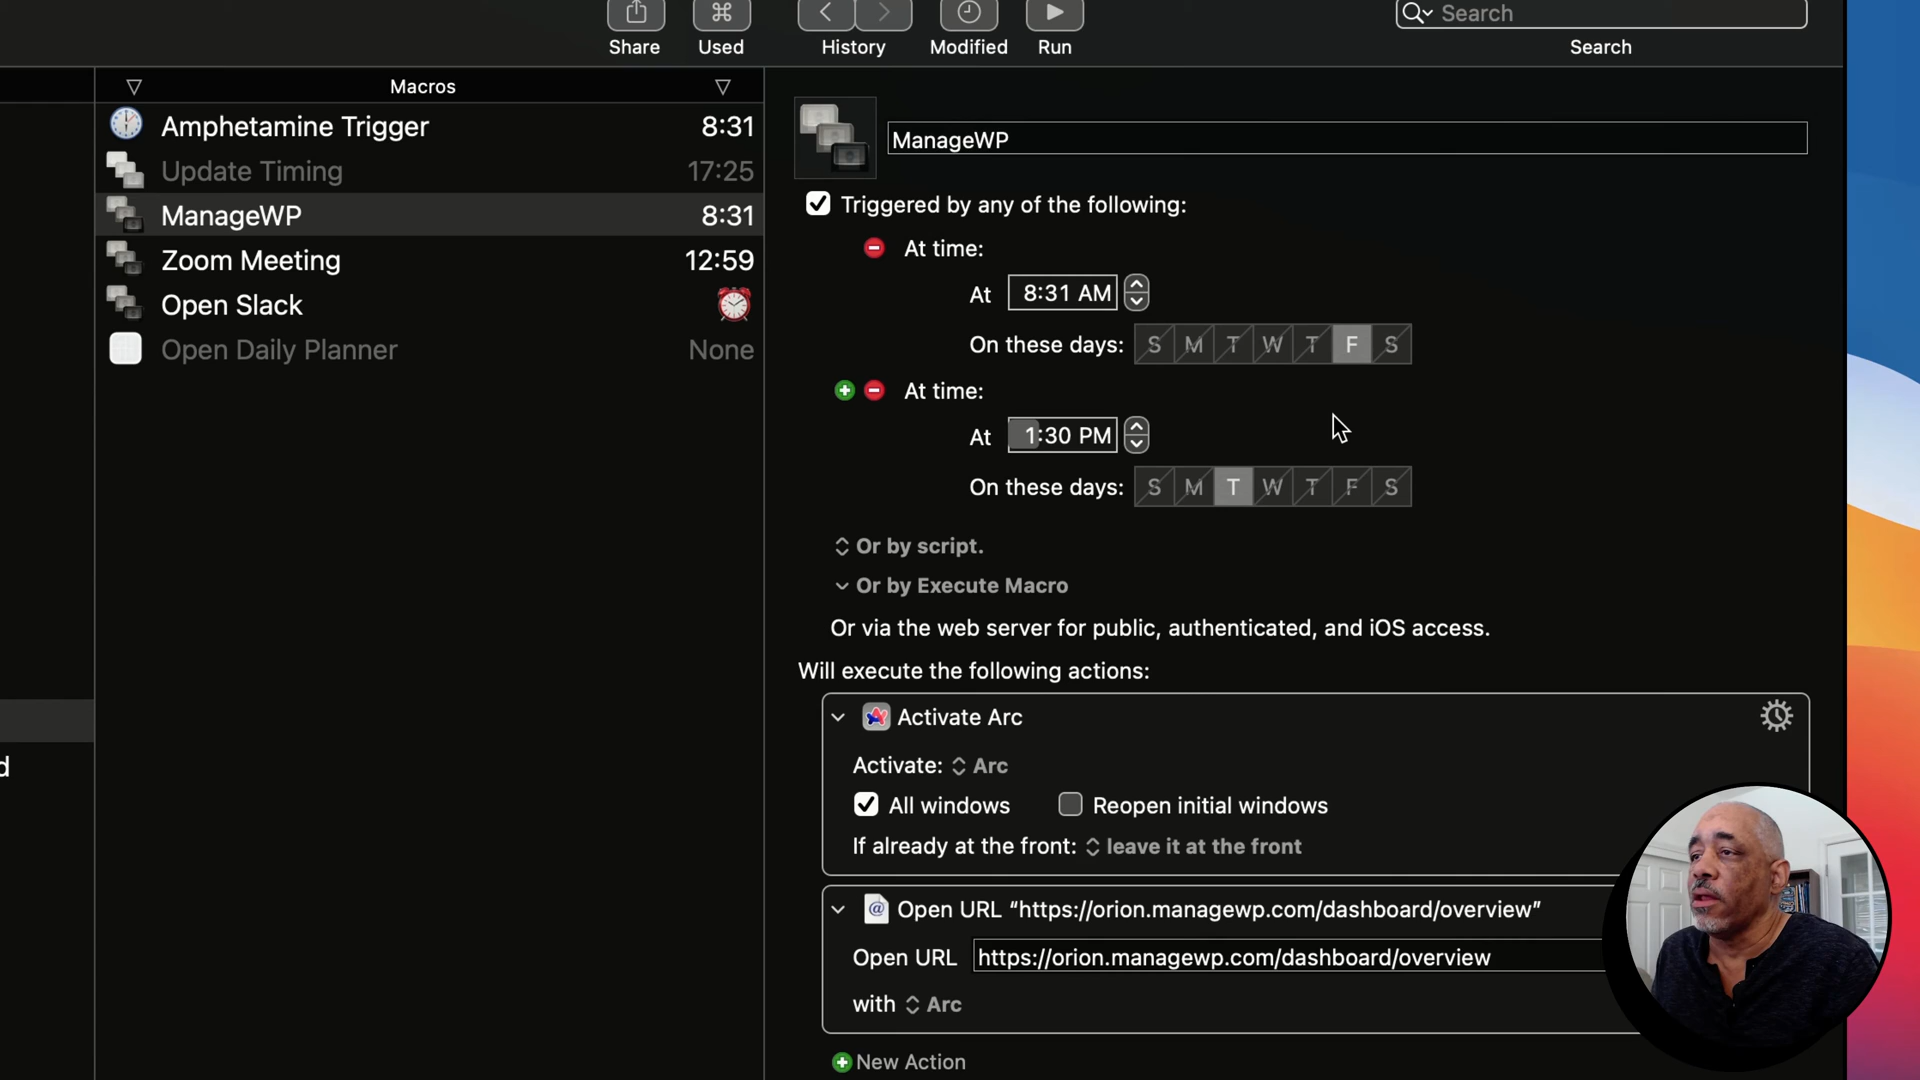 Share
Used
History
Modified
Run
Search
Search
Macros
Amphetamine Trigger 8:31
Update Timing 17:25
ManageWP 8:31
Zoom Meeting 12:59
Open Slack
Open Daily Planner None
d
ManageWP
Triggered by any of the following:
At time:
At 8:31 AM
On these days: S M T W T F S
At time:
At 1:30 PM
On these days: S M T W T F S
Or by script.
Or by Execute Macro
Or via the web server for public, authenticated, and iOS access.
Will execute the following actions:
Activate Arc
Activate: Arc
All windows Reopen initial windows
If already at the front: leave it at the front
Open URL “https://orion.managewp.com/dashboard/overview”
Open URL https://orion.managewp.com/dashboard/overview
with Arc
New Action